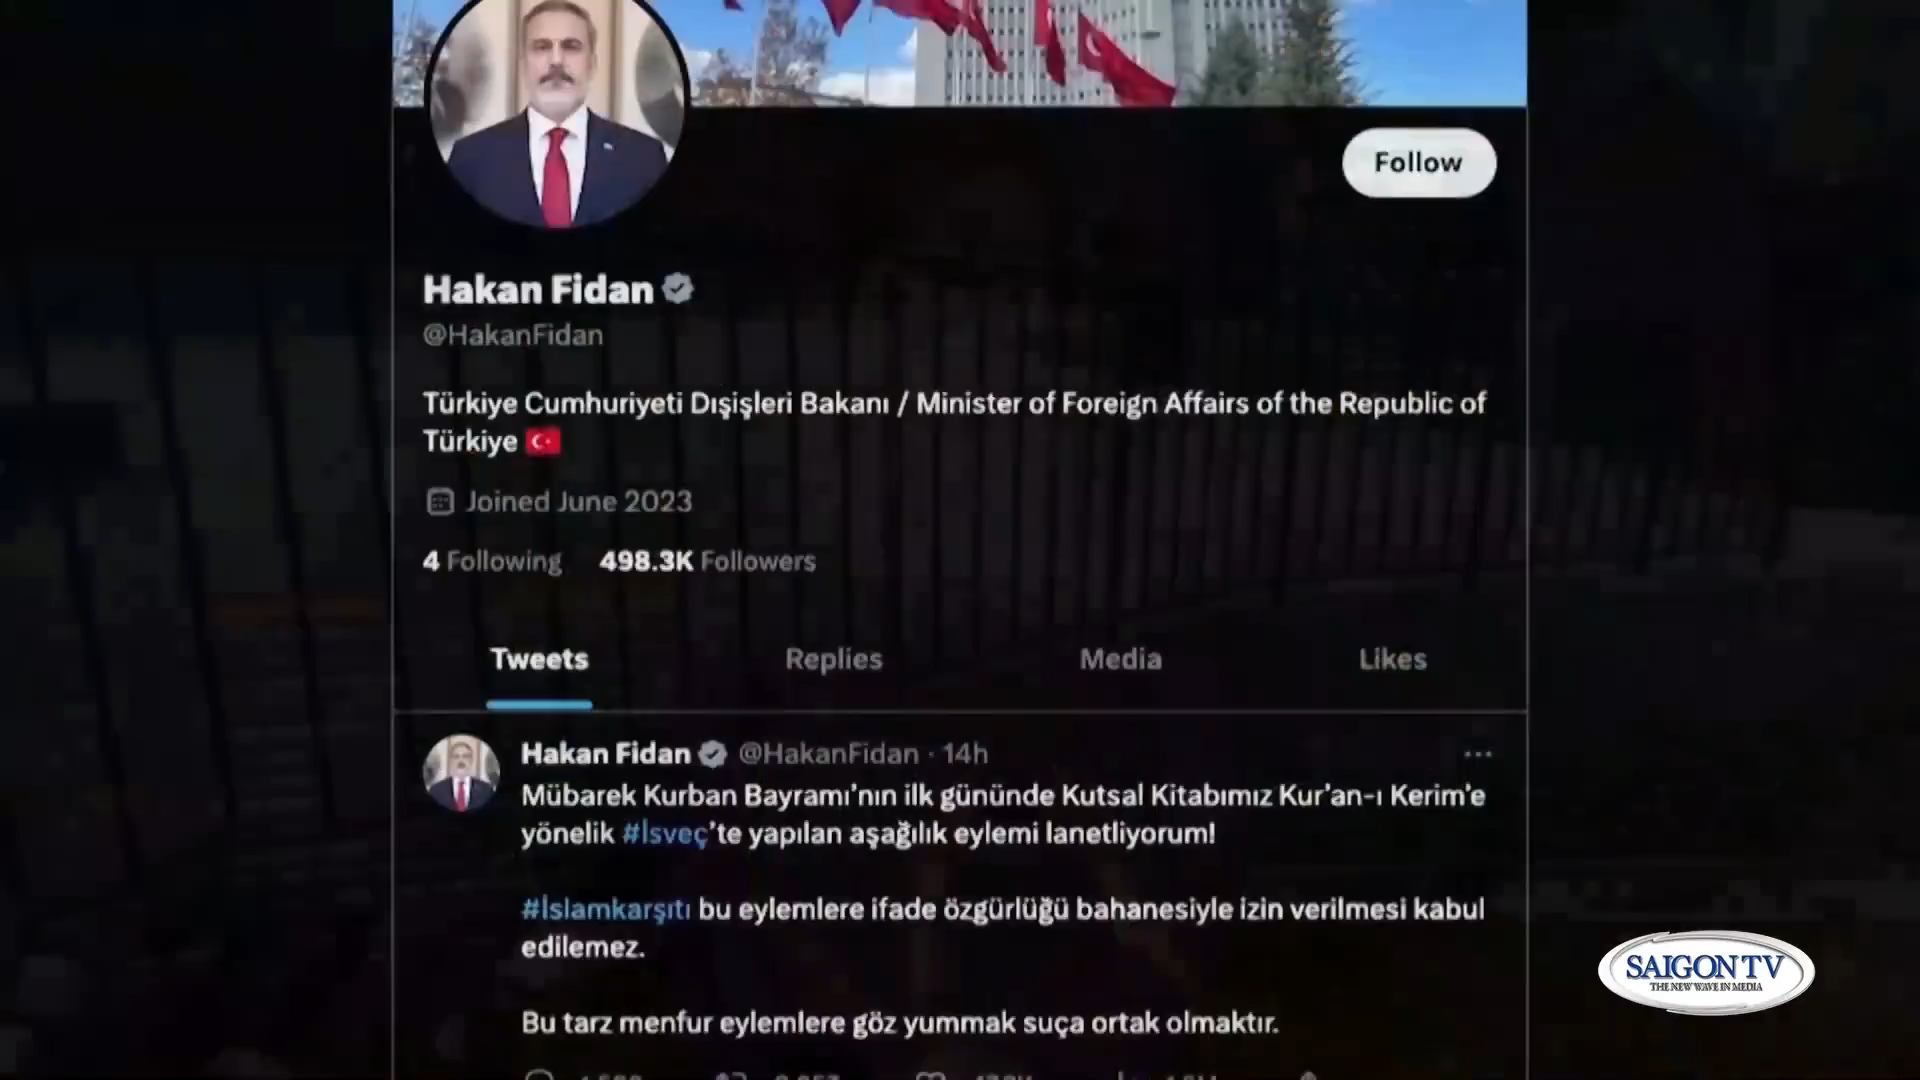 Follow
Hakan Fidan
@HakanFidan
Türkiye Cumhuriyeti Dışişleri Bakanı / Minister of Foreign Affairs of the Republic of
Türkiye
Joined June 2023
4 Following 498.3K Followers
Tweets Replies Media Likes
Hakan Fidan @HakanFidan · 14h
Mübarek Kurban Bayramı'nın ilk gününde Kutsal Kitabımız Kur'an-ı Kerim'e
yönelik #İsveç'te yapılan aşağılık eylemi lanetliyorum!
#İslamkarşıtı bu eylemlere ifade özgürlüğü bahanesiyle izin verilmesi kabul
edilemez.
Bu tarz menfur eylemlere göz yummak suça ortak olmaktır.
SAIGON TV
THE NEW WAVE IN MEDIA